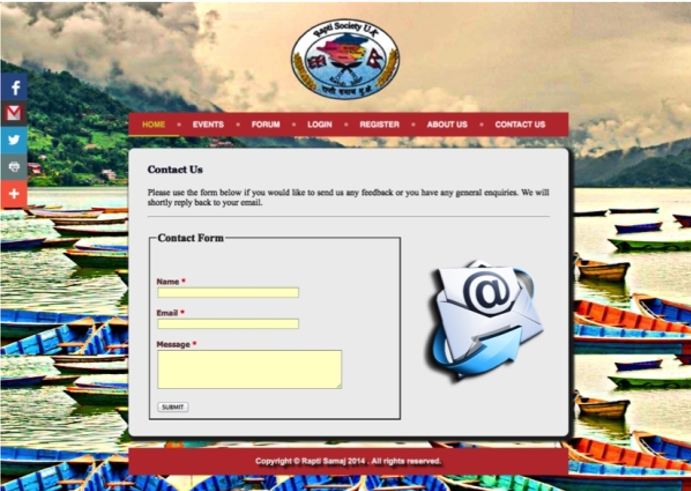 Rapti Society U.K
राप्ती समाज यु.के
HOME EVENTS FORUM LOGIN REGISTER ABOUT US CONTACT US
Contact Us
Please use the form below if you would like to send us any feedback or you have any general enquiries. We will
shortly reply back to your email.
Contact Form
Name *
Email *
Message *
SUBMIT
@
Copyright © Rapti Samaj 2014 . All rights reserved.